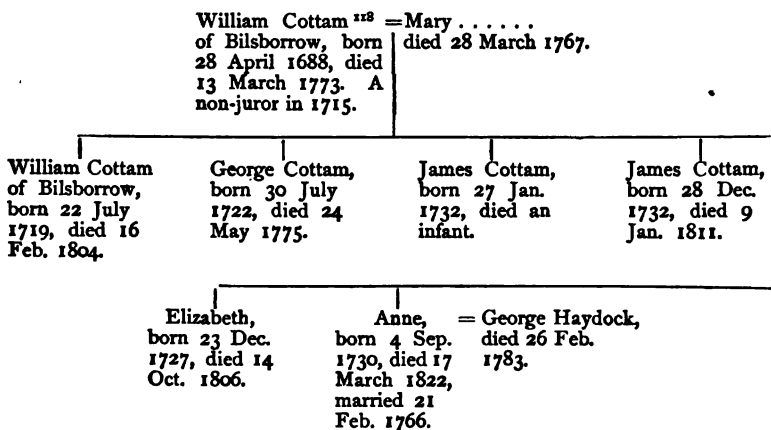 William Cottam 118 = Mary . . . . . .
of Bilsborrow, born died 28 March 1767.
28 April 1688, died
13 March 1773. A
non-juror in 1715.
William Cottam
of Bilsborrow,
born 22 July
1719, died 16
Feb. 1804.
George Cottam,
born 30 July
1722, died 24
May 1775.
James Cottam,
born 27 Jan.
1732, died an
infant.
James Cottam,
born 28 Dec.
1732, died 9
Jan. 1811.
Elizabeth,
born 23 Dec.
1727, died 14
Oct. 1806.
Anne,
born 4 Sep.
1730, died 17
March 1822,
married 21
Feb. 1766.
= George Haydock,
died 26 Feb.
1783.